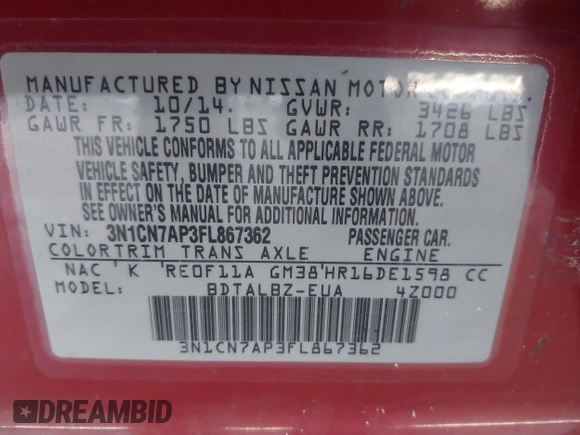 MANUFACTURED BY NISSAN MOTOR
DATE: 10/14. GVWR: 3426 LBS
GAWR FR: 1750 LBS GAWR RR: 1708 LBS
THIS VEHICLE CONFORMS TO ALL APPLICABLE FEDERAL MOTOR
VEHICLE SAFETY, BUMPER AND THEFT PREVENTION STANDARDS
IN EFFECT ON THE DATE OF MANUFACTURE SHOWN ABOVE.
SEE OWNER'S MANUAL FOR ADDITIONAL INFORMATION.
VIN: 3N1CN7AP3FL867362 PASSENGER CAR.
COLOR TRIM TRANS AXLE ENGINE
NAC K RE0F11A GM38 HR16DE1598 CC
MODEL: BDTALBZ-EUA 4Z000
3N1CN7AP3FL867362
DREAMBID